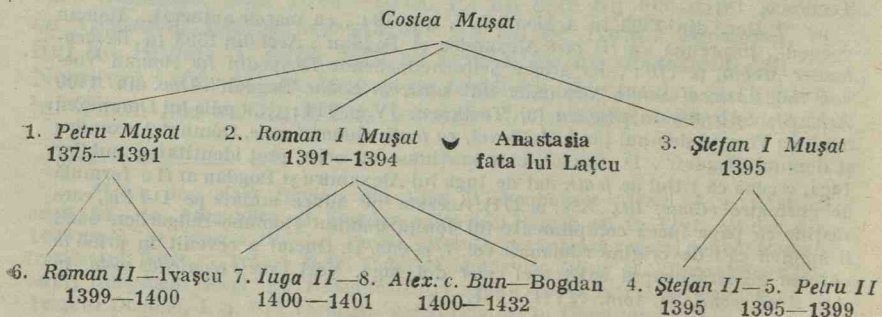 Costea Mușat
1. Petru Mușat 2. Roman I Mușat Anastasia 3. Ștefan I Mușat
1375—1391 1391—1394 fata lui Lațcu 1395
6. Roman II—Ivașcu 7. Iuga II—8. Alex. c. Bun—Bogdan 4. Ștefan II—5. Petru II
1399—1400 1400—1401 1400—1432 1395 1395—1399